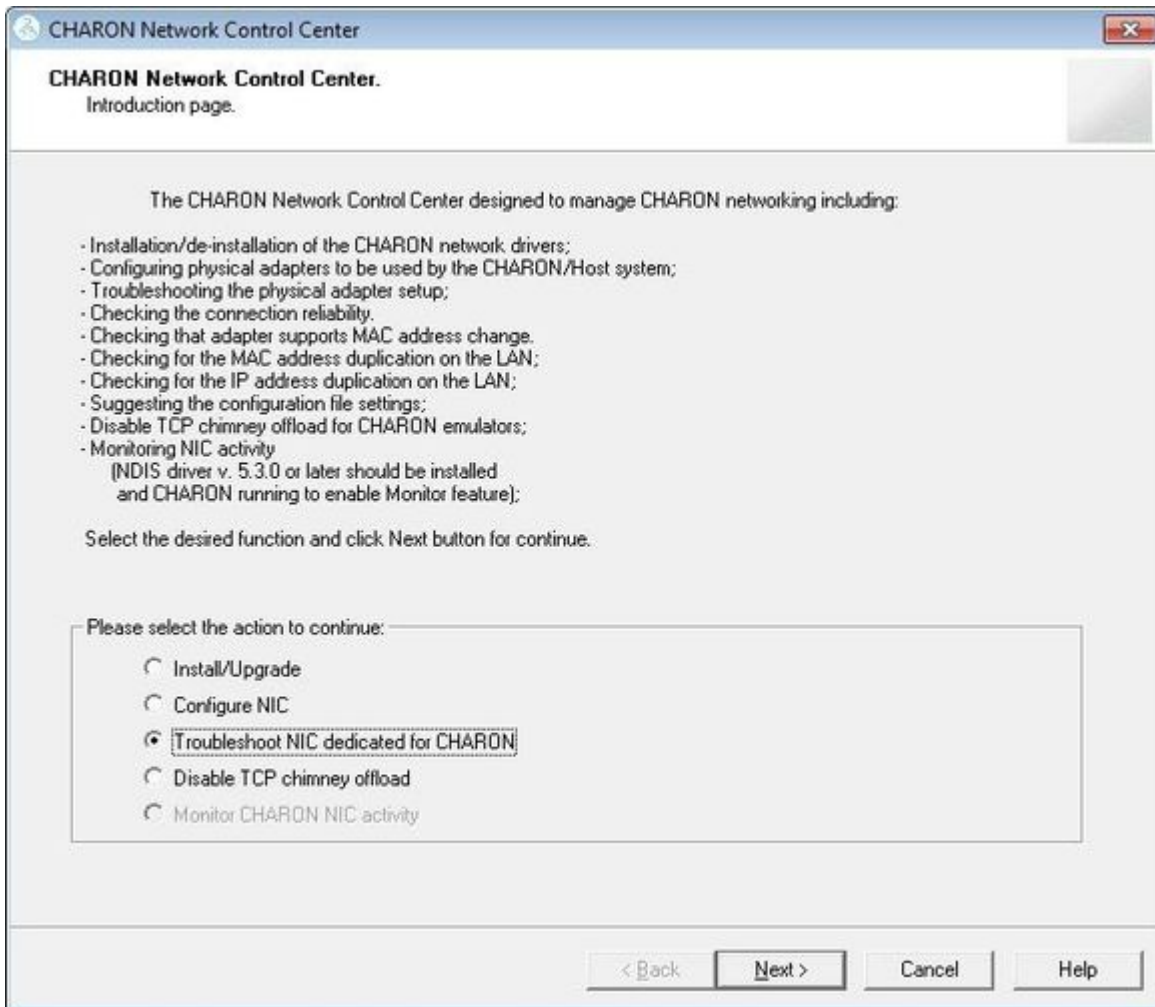 CHARON Network Control Center
CHARON Network Control Center.
Introduction page.
The CHARON Network Control Center designed to manage CHARON networking including:
- Installation/de-installation of the CHARON network drivers;
- Configuring physical adapters to be used by the CHARON/Host system;
- Troubleshooting the physical adapter setup;
- Checking the connection reliability.
- Checking that adapter supports MAC address change.
- Checking for the MAC address duplication on the LAN;
- Checking for the IP address duplication on the LAN;
- Suggesting the configuration file settings;
- Disable TCP chimney offload for CHARON emulators;
- Monitoring NIC activity
(NDIS driver v. 5.3.0 or later should be installed
and CHARON running to enable Monitor feature);
Select the desired function and click Next button for continue.
Please select the action to continue:
Install/Upgrade
Configure NIC
Troubleshoot NIC dedicated for CHARON
Disable TCP chimney offload
Monitor CHARON NIC activity
< Back
Next >
Cancel
Help